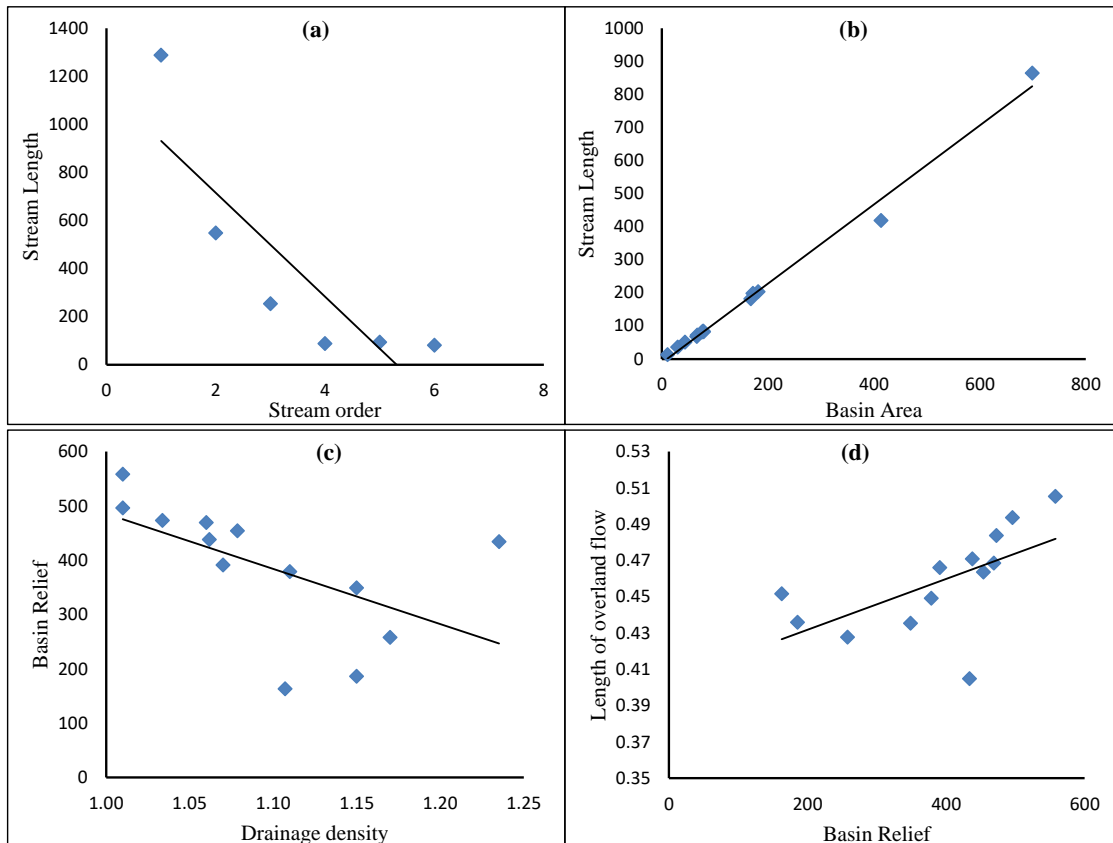 (a)
Stream Length
1400
1200
1000
800
600
400
200
0
0 2 4 6 8
Stream order
(b)
Stream Length
1000
900
800
700
600
500
400
300
200
100
0
0 200 400 600 800
Basin Area
(c)
Basin Relief
600
500
400
300
200
100
0
1.00 1.05 1.10 1.15 1.20 1.25
Drainage density
(d)
Length of overland flow
0.53
0.51
0.49
0.47
0.45
0.43
0.41
0.39
0.37
0.35
0 200 400 600
Basin Relief